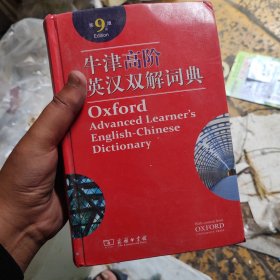 第9版
Edition
牛津高阶
英汉双解词典
Oxford
Advanced Learner's
English-Chinese
Dictionary
商务印书馆
OXFORD